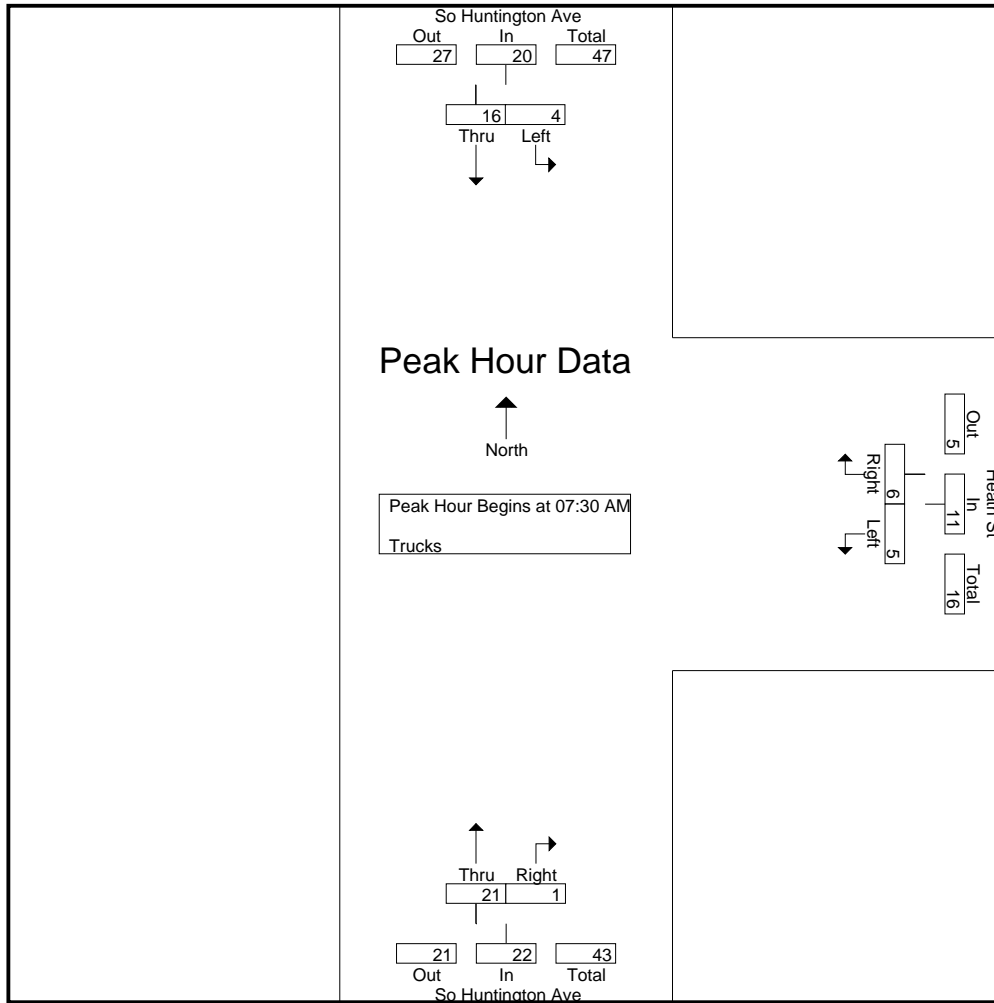 So Huntington Ave
Out In Total
27 20 47
16 4
Thru Left
Peak Hour Data
North
Peak Hour Begins at 07:30 AM
Trucks
Right Left
6 5
Out In Total
5 11 16
Thru Right
21 1
21 22 43
Out In Total
So Huntington Ave